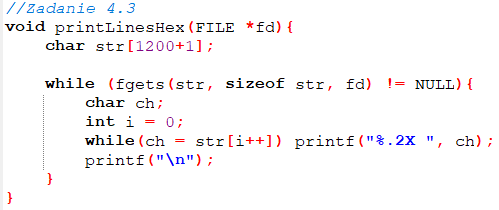 //Zadanie 4.3
void printLinesHex(FILE *fd){
char str[1200+1];
while (fgets(str, sizeof str, fd) != NULL){
char ch;
int i = 0;
while(ch = str[i++]) printf("%.2X ", ch);
printf("\n");
}
}